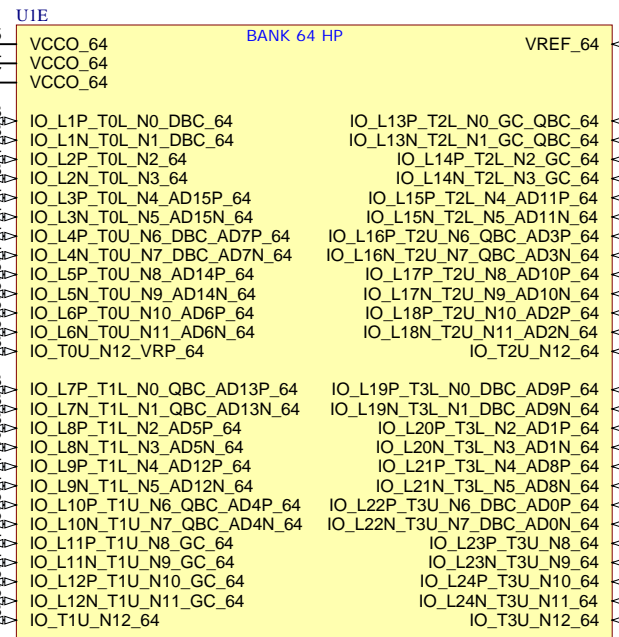 U1E
BANK 64 HP
VCCO_64
VCCO_64
VCCO_64
IO_L1P_T0L_N0_DBC_64
IO_L1N_T0L_N1_DBC_64
IO_L2P_T0L_N2_64
IO_L2N_T0L_N3_64
IO_L3P_T0L_N4_AD15P_64
IO_L3N_T0L_N5_AD15N_64
IO_L4P_T0U_N6_DBC_AD7P_64
IO_L4N_T0U_N7_DBC_AD7N_64
IO_L5P_T0U_N8_AD14P_64
IO_L5N_T0U_N9_AD14N_64
IO_L6P_T0U_N10_AD6P_64
IO_L6N_T0U_N11_AD6N_64
IO_T0U_N12_VRP_64
IO_L7P_T1L_N0_QBC_AD13P_64
IO_L7N_T1L_N1_QBC_AD13N_64
IO_L8P_T1L_N2_AD5P_64
IO_L8N_T1L_N3_AD5N_64
IO_L9P_T1L_N4_AD12P_64
IO_L9N_T1L_N5_AD12N_64
IO_L10P_T1U_N6_QBC_AD4P_64
IO_L10N_T1U_N7_QBC_AD4N_64
IO_L11P_T1U_N8_GC_64
IO_L11N_T1U_N9_GC_64
IO_L12P_T1U_N10_GC_64
IO_L12N_T1U_N11_GC_64
IO_T1U_N12_64
VREF_64
IO_L13P_T2L_N0_GC_QBC_64
IO_L13N_T2L_N1_GC_QBC_64
IO_L14P_T2L_N2_GC_64
IO_L14N_T2L_N3_GC_64
IO_L15P_T2L_N4_AD11P_64
IO_L15N_T2L_N5_AD11N_64
IO_L16P_T2U_N6_QBC_AD3P_64
IO_L16N_T2U_N7_QBC_AD3N_64
IO_L17P_T2U_N8_AD10P_64
IO_L17N_T2U_N9_AD10N_64
IO_L18P_T2U_N10_AD2P_64
IO_L18N_T2U_N11_AD2N_64
IO_T2U_N12_64
IO_L19P_T3L_N0_DBC_AD9P_64
IO_L19N_T3L_N1_DBC_AD9N_64
IO_L20P_T3L_N2_AD1P_64
IO_L20N_T3L_N3_AD1N_64
IO_L21P_T3L_N4_AD8P_64
IO_L21N_T3L_N5_AD8N_64
IO_L22P_T3U_N6_DBC_AD0P_64
IO_L22N_T3U_N7_DBC_AD0N_64
IO_L23P_T3U_N8_64
IO_L23N_T3U_N9_64
IO_L24P_T3U_N10_64
IO_L24N_T3U_N11_64
IO_T3U_N12_64